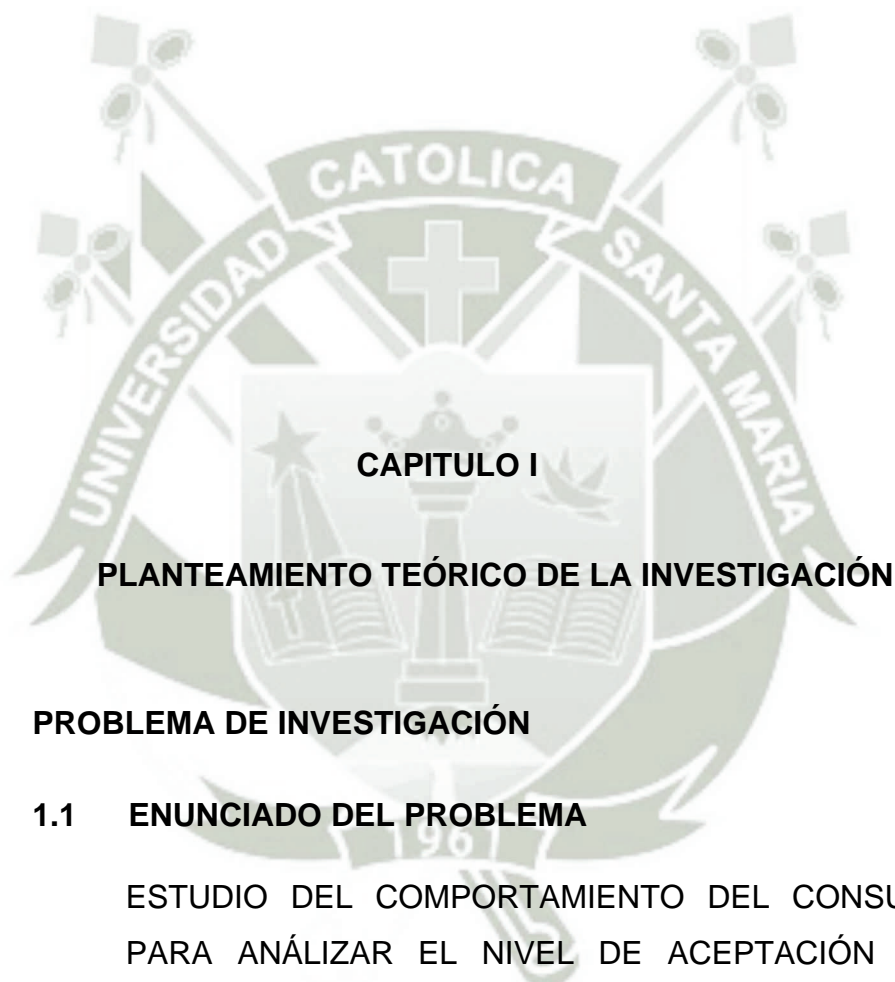 UNIVERSIDAD CATOLICA SANTA MARIA
CAPITULO I
PLANTEAMIENTO TEÓRICO DE LA INVESTIGACIÓN
PROBLEMA DE INVESTIGACIÓN
1.1 ENUNCIADO DEL PROBLEMA
196
ESTUDIO DEL COMPORTAMIENTO DEL
PARA ANÁLIZAR EL NIVEL DE ACEPTACIÓN